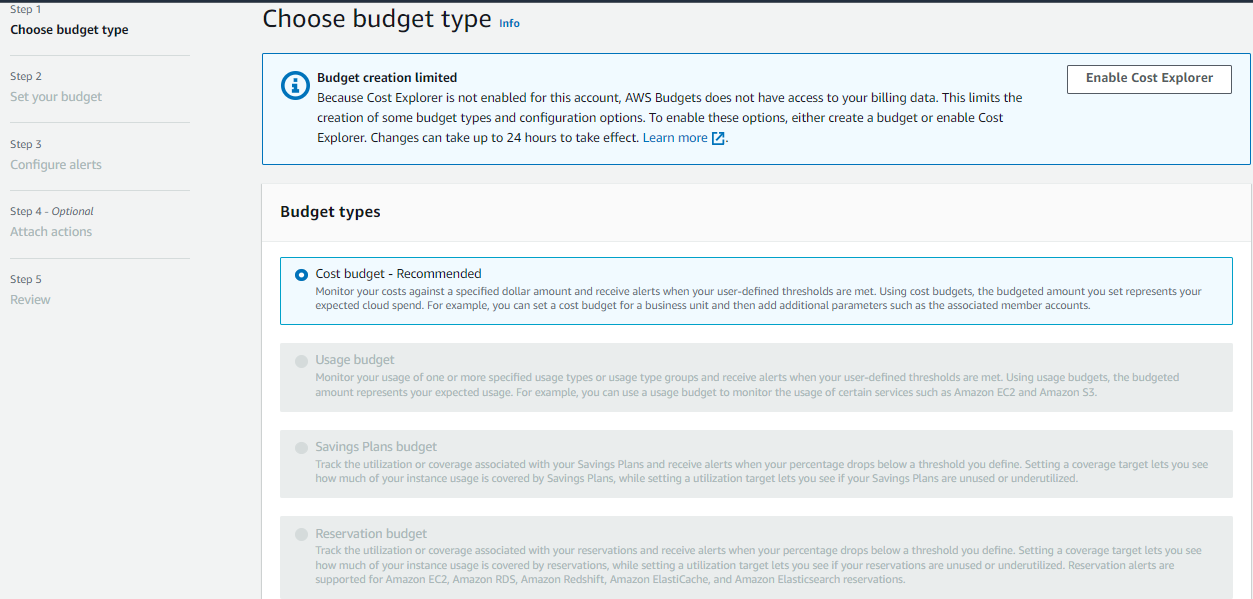 Step 1
Choose budget type
Step 2
Set your budget
Step 3
Configure alerts
Step 4 - Optional
Attach actions
Step 5
Review
Choose budget type Info
Budget creation limited
Because Cost Explorer is not enabled for this account, AWS Budgets does not have access to your billing data. This limits the
creation of some budget types and configuration options. To enable these options, either create a budget or enable Cost
Explorer. Changes can take up to 24 hours to take effect. Learn more.
Enable Cost Explorer
Budget types
Cost budget - Recommended
Monitor your costs against a specified dollar amount and receive alerts when your user-defined thresholds are met. Using cost budgets, the budgeted amount you set represents your
expected cloud spend. For example, you can set a cost budget for a business unit and then add additional parameters such as the associated member accounts.
Usage budget
Monitor your usage of one or more specified usage types or usage type groups and receive alerts when your user-defined thresholds are met. Using usage budgets, the budgeted
amount represents your expected usage. For example, you can use a usage budget to monitor the usage of certain services such as Amazon EC2 and Amazon S3.
Savings Plans budget
Track the utilization or coverage associated with your Savings Plans and receive alerts when your percentage drops below a threshold you define. Setting a coverage target lets you see
how much of your instance usage is covered by Savings Plans, while setting a utilization target lets you see if your Savings Plans are unused or underutilized.
Reservation budget
Track the utilization or coverage associated with your reservations and receive alerts when your percentage drops below a threshold you define. Setting a coverage target lets you see
how much of your instance usage is covered by reservations, while setting a utilization target lets you see if your reservations are unused or underutilized. Reservation alerts are
supported for Amazon EC2, Amazon RDS, Amazon Redshift, Amazon ElastiCache, and Amazon Elasticsearch reservations.